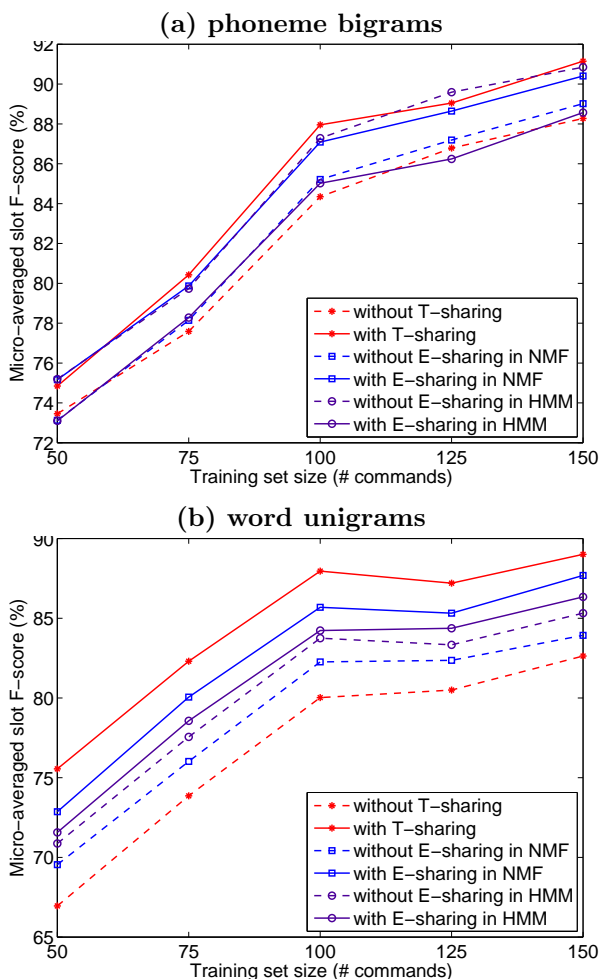 (a) phoneme bigrams
92
90
88
86
84
82
80
78
76
74
72
Micro-averaged slot F-score (%)
without T-sharing
with T-sharing
without E-sharing in NMF
with E-sharing in NMF
without E-sharing in HMM
with E-sharing in HMM
50 75 100 125 150
Training set size (# commands)
(b) word unigrams
90
85
80
75
70
65
Micro-averaged slot F-score (%)
without T-sharing
with T-sharing
without E-sharing in NMF
with E-sharing in NMF
without E-sharing in HMM
with E-sharing in HMM
50 75 100 125 150
Training set size (# commands)